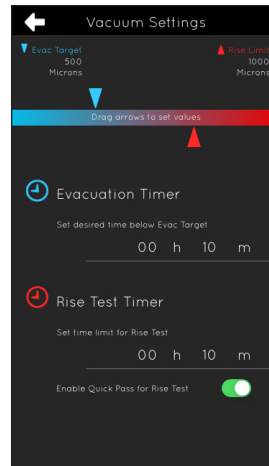 Vacuum Settings
Evac Target
500
Microns
Rise Limit
1000
Microns
Drag arrows to set values
Evacuation Timer
Set desired time below Evac Target
00 h 10 m
Rise Test Timer
Set time limit for Rise Test
00 h 10 m
Enable Quick Pass for Rise Test